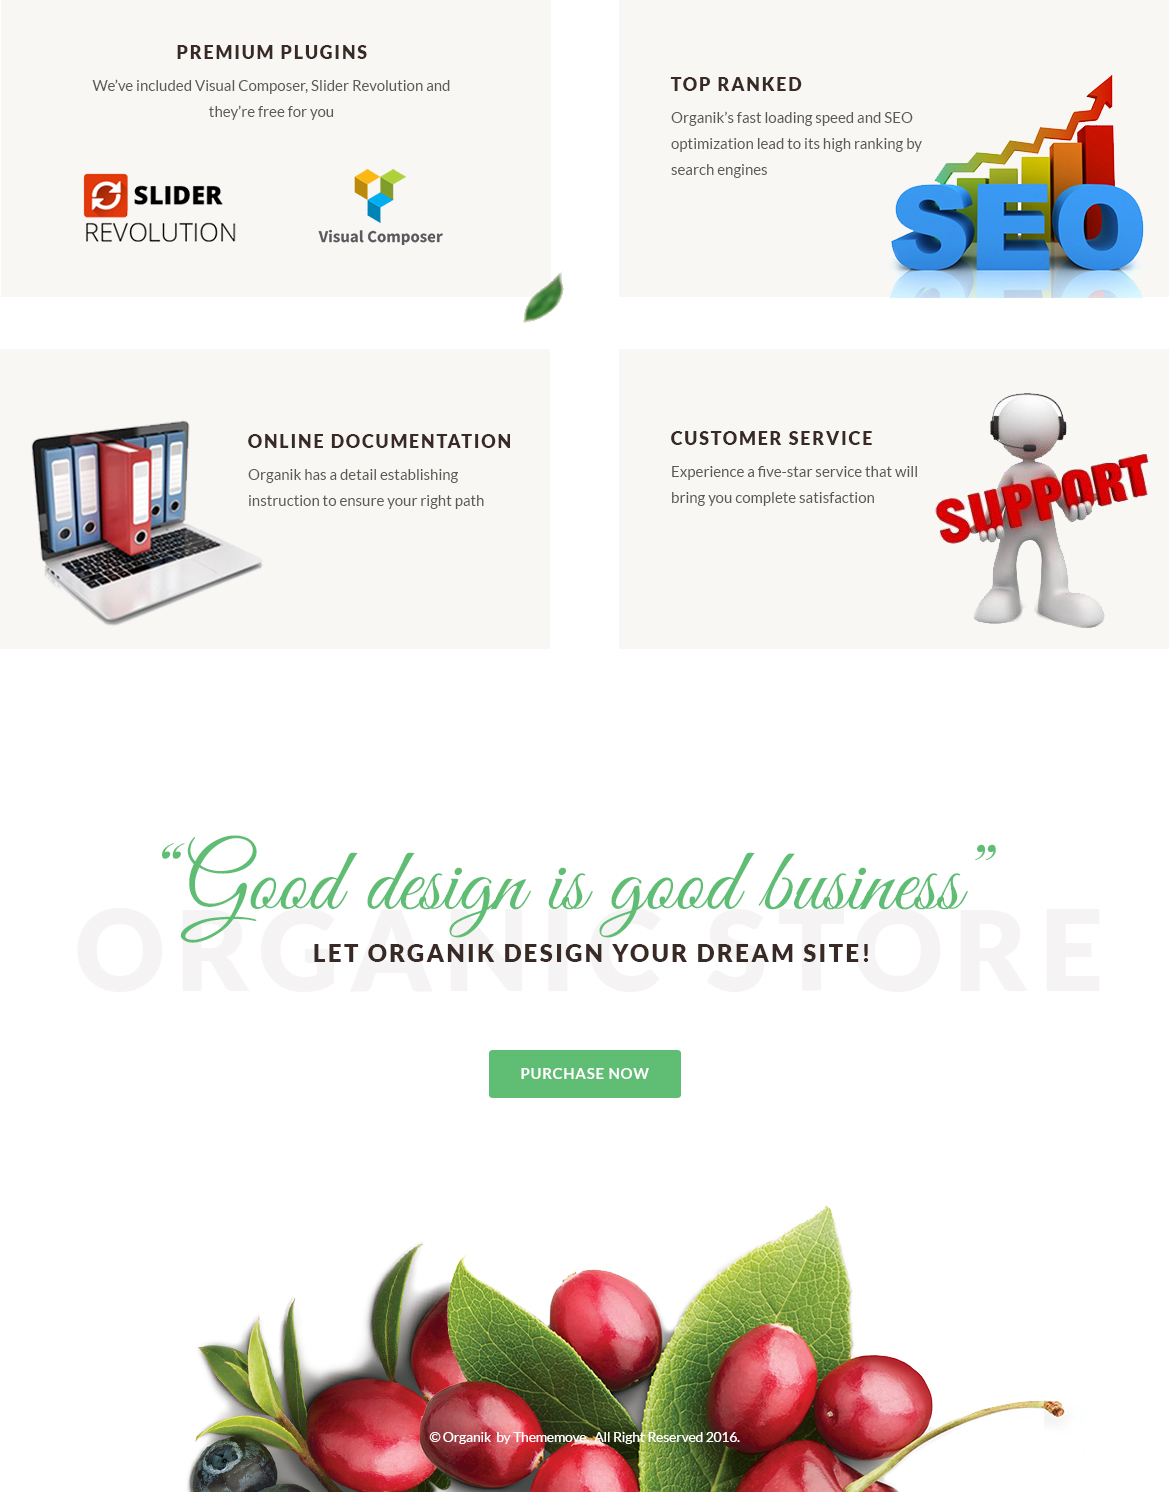 PREMIUM PLUGINS
We’ve included Visual Composer, Slider Revolution and
they’re free for you
SLIDER
REVOLUTION
Visual Composer
TOP RANKED
Organik’s fast loading speed and SEO
optimization lead to its high ranking by
search engines
SEO
ONLINE DOCUMENTATION
Organik has a detail establishing
instruction to ensure your right path
CUSTOMER SERVICE
Experience a five-star service that will
bring you complete satisfaction
SUPPORT
“Good design is good business”
ORGANIC STORE
LET ORGANIK DESIGN YOUR DREAM SITE!
PURCHASE NOW
© Organik by Thememove. All Right Reserved 2016.